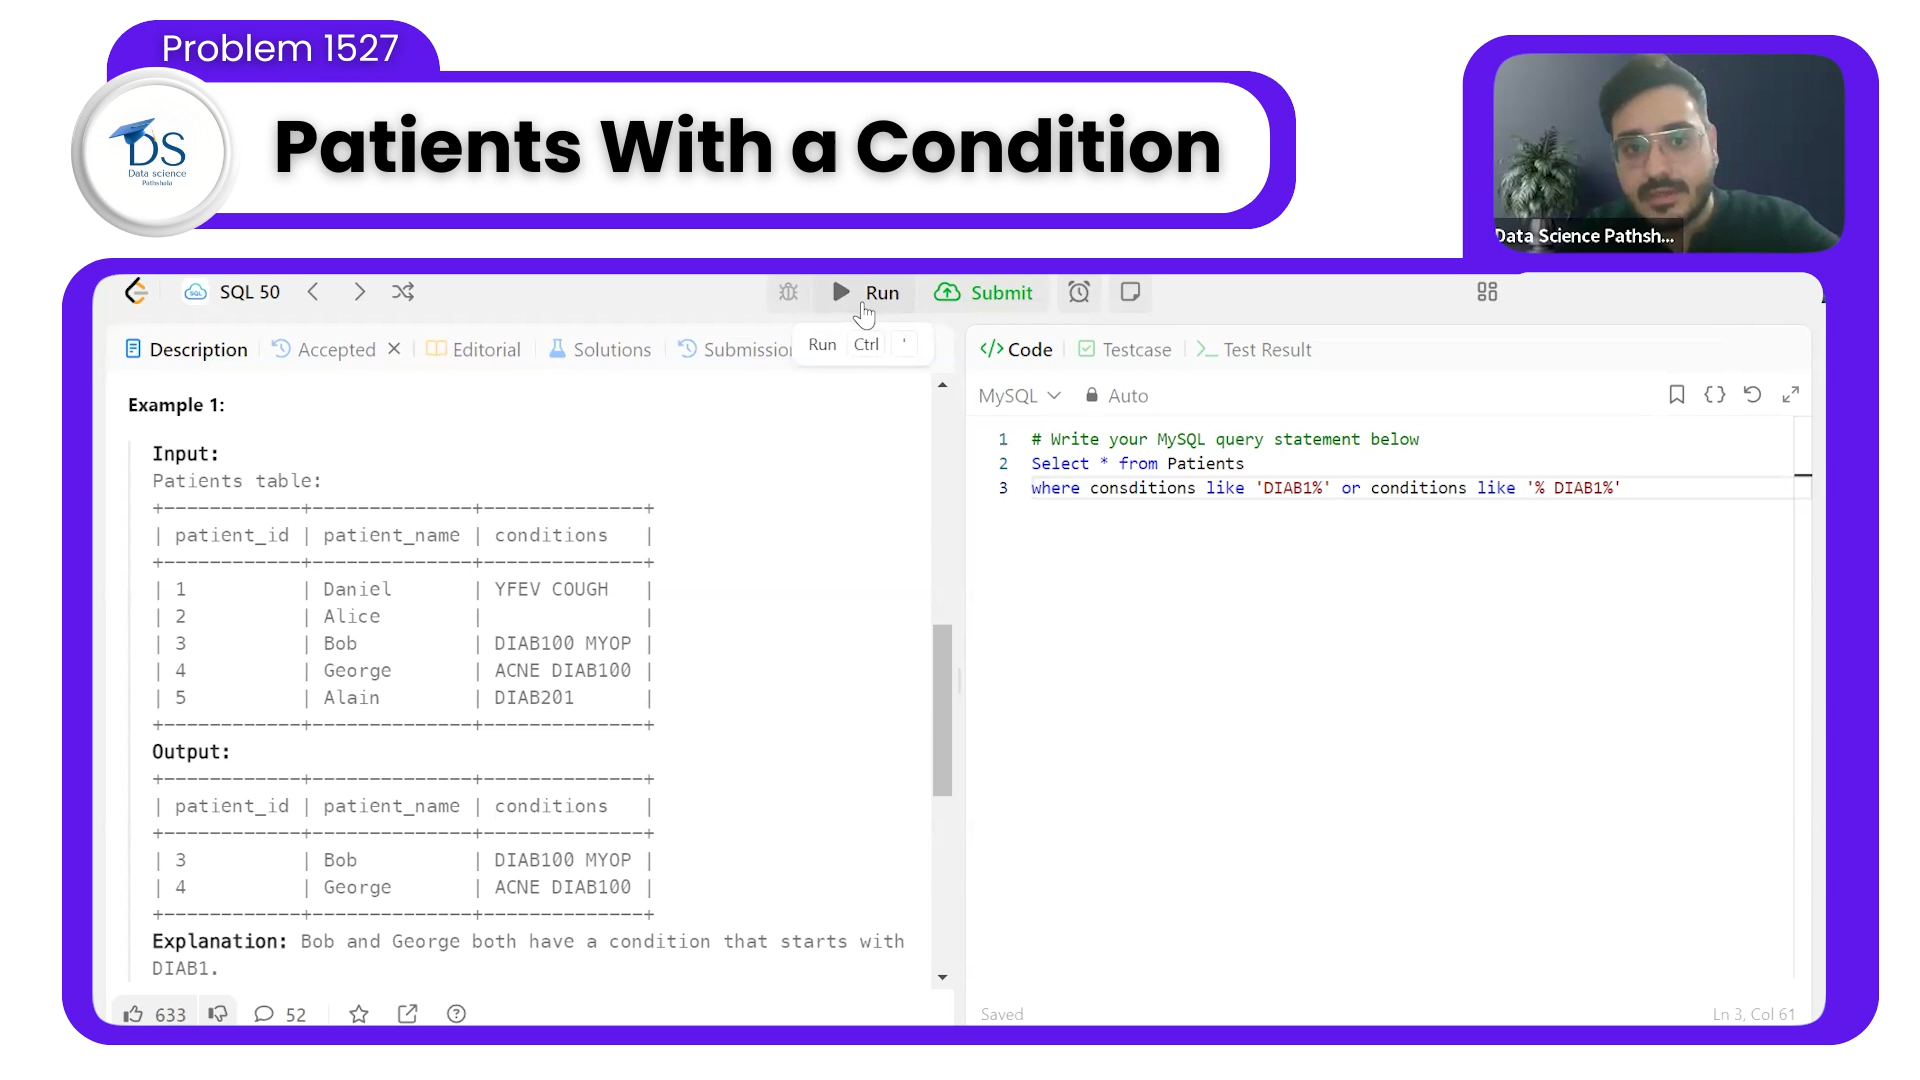 Problem 1527
DS
Data science
Pathshala
Patients With a Condition
Data Science Pathsh...
SQL 50
Run
Submit
Description
Accepted
Editorial
Solutions
Submission
Run Ctrl '
Code
Testcase
Test Result
MySQL
Auto
Example 1:
Input:
Patients table:
+------------+--------------+--------------+
| patient_id | patient_name | conditions   |
+------------+--------------+--------------+
| 1          | Daniel       | YFEV COUGH   |
| 2          | Alice        |              |
| 3          | Bob          | DIAB100 MYOP |
| 4          | George       | ACNE DIAB100 |
| 5          | Alain        | DIAB201      |
+------------+--------------+--------------+
Output:
+------------+--------------+--------------+
| patient_id | patient_name | conditions   |
+------------+--------------+--------------+
| 3          | Bob          | DIAB100 MYOP |
| 4          | George       | ACNE DIAB100 |
+------------+--------------+--------------+
Explanation: Bob and George both have a condition that starts with
DIAB1.
633
52
1 # Write your MySQL query statement below
2 Select * from Patients
3 where consditions like 'DIAB1%' or conditions like '% DIAB1%'
Saved
Ln 3, Col 61